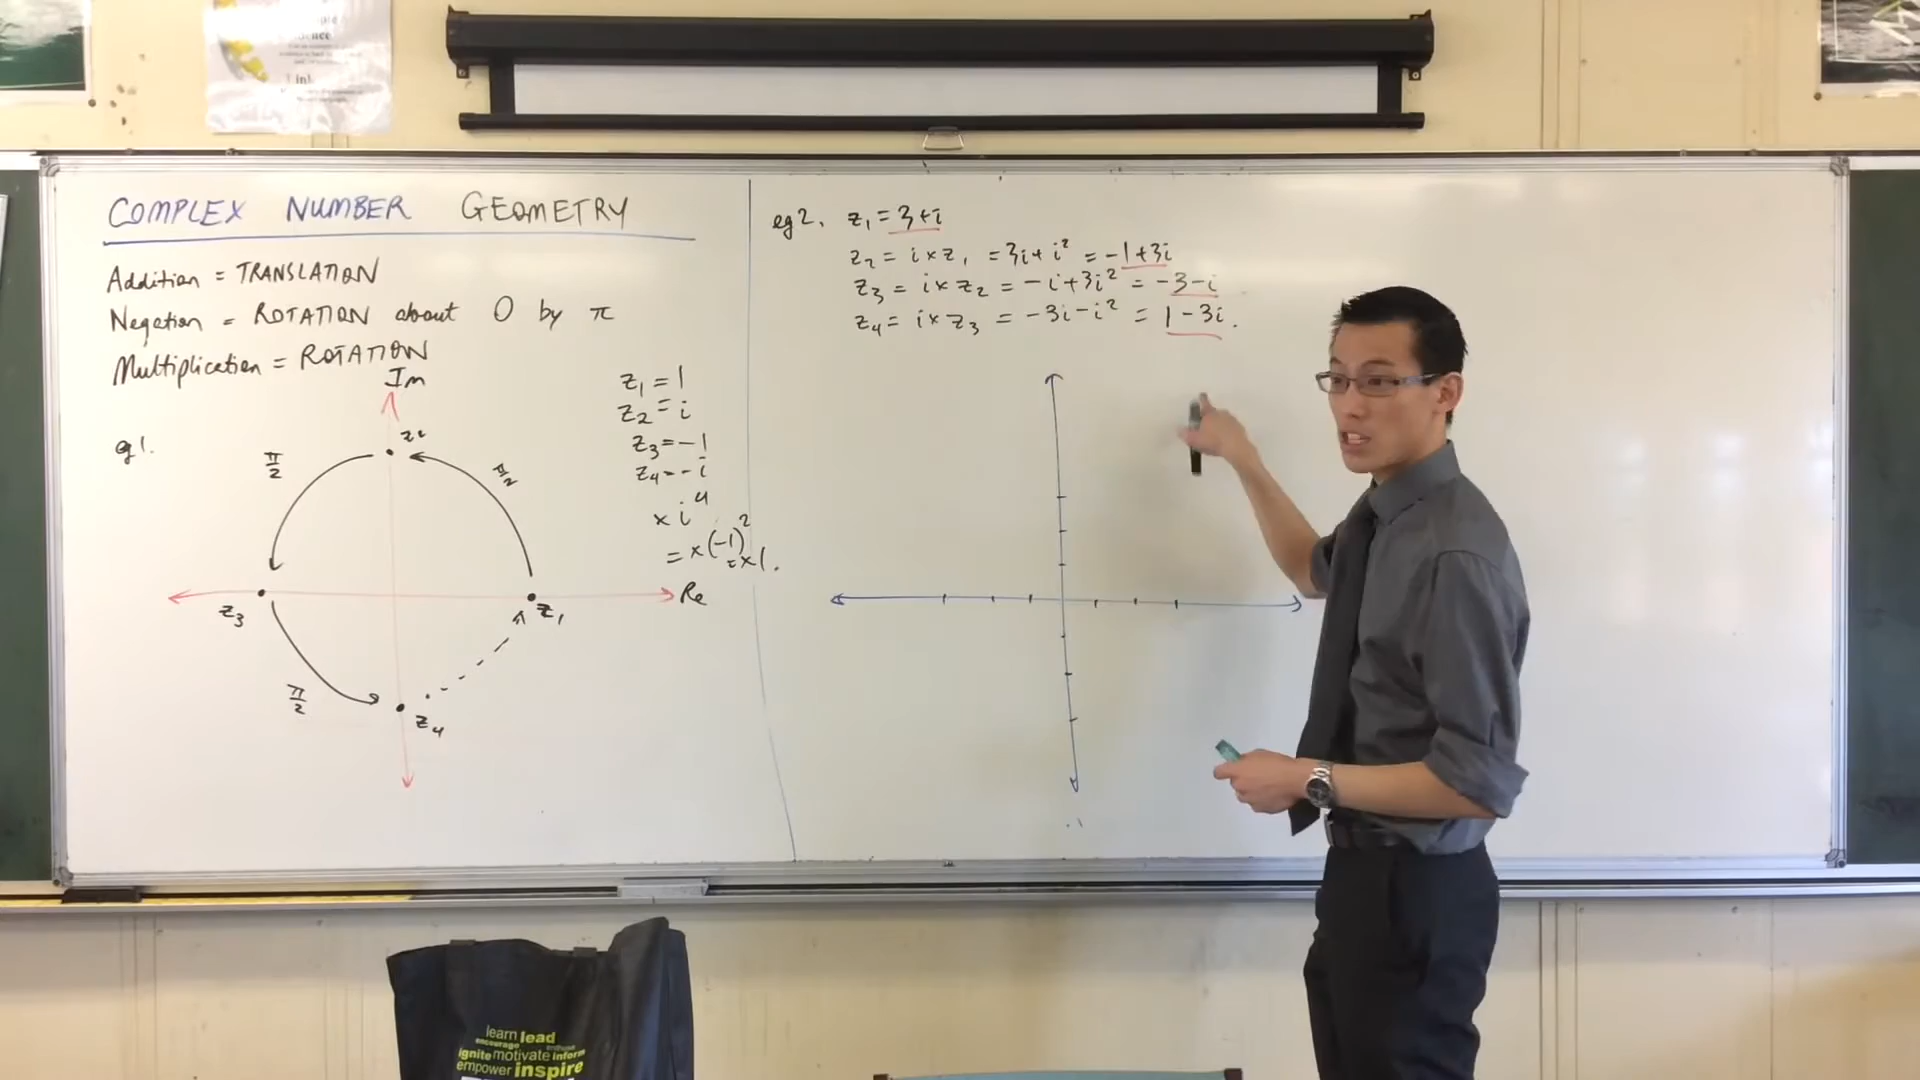 COMPLEX NUMBER GEOMETRY
Addition = TRANSLATION
Negation = ROTATION about O by π
Multiplication = ROTATION
Im
eg1.
z₂
π/2
π/2
z₃
z₁
Re
π/2
z₄
z₁ = 1
z₂ = i
z₃ = -1
z₄ = -i
× i⁴
= × (-1)²
= × 1.
eg2. z₁ = 3+i
z₂ = i × z₁ = 3i + i² = -1+3i
z₃ = i × z₂ = -i + 3i² = -3-i
z₄ = i × z₃ = -3i - i² = 1-3i.
learn lead
encourage
ignite motivate inform
empower inspire